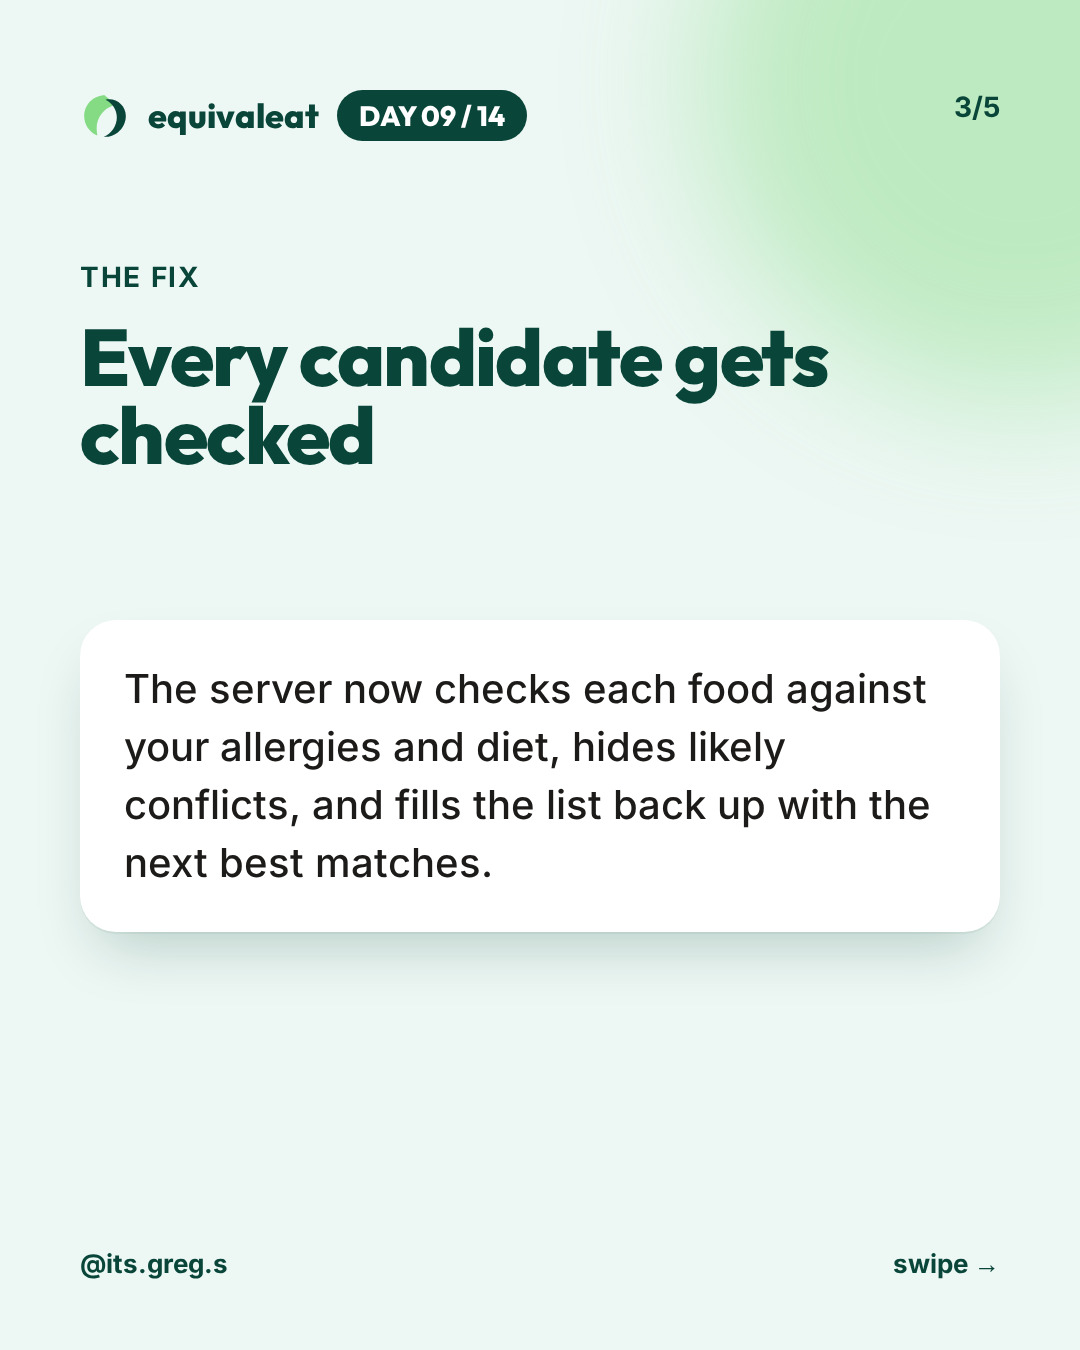 equivaleat
DAY 09 / 14
3/5
THE FIX
Every candidate gets
checked
The server now checks each food against
your allergies and diet, hides likely
conflicts, and fills the list back up with the
next best matches.
@its.greg.s
swipe →